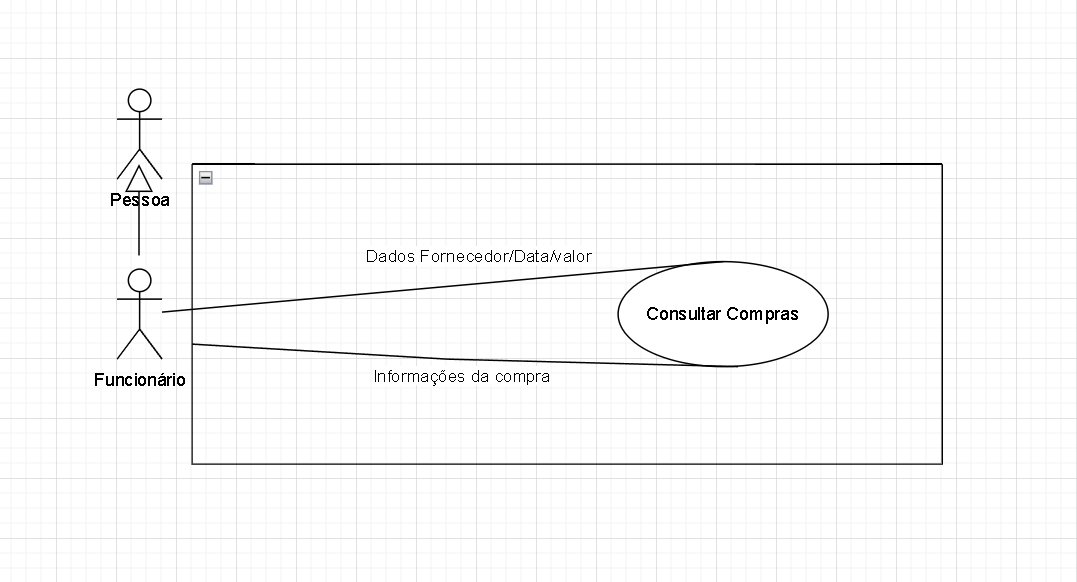 Pessoa
Dados Fornecedor/Data/valor
Consultar Compras
Informações da compra
Funcionário